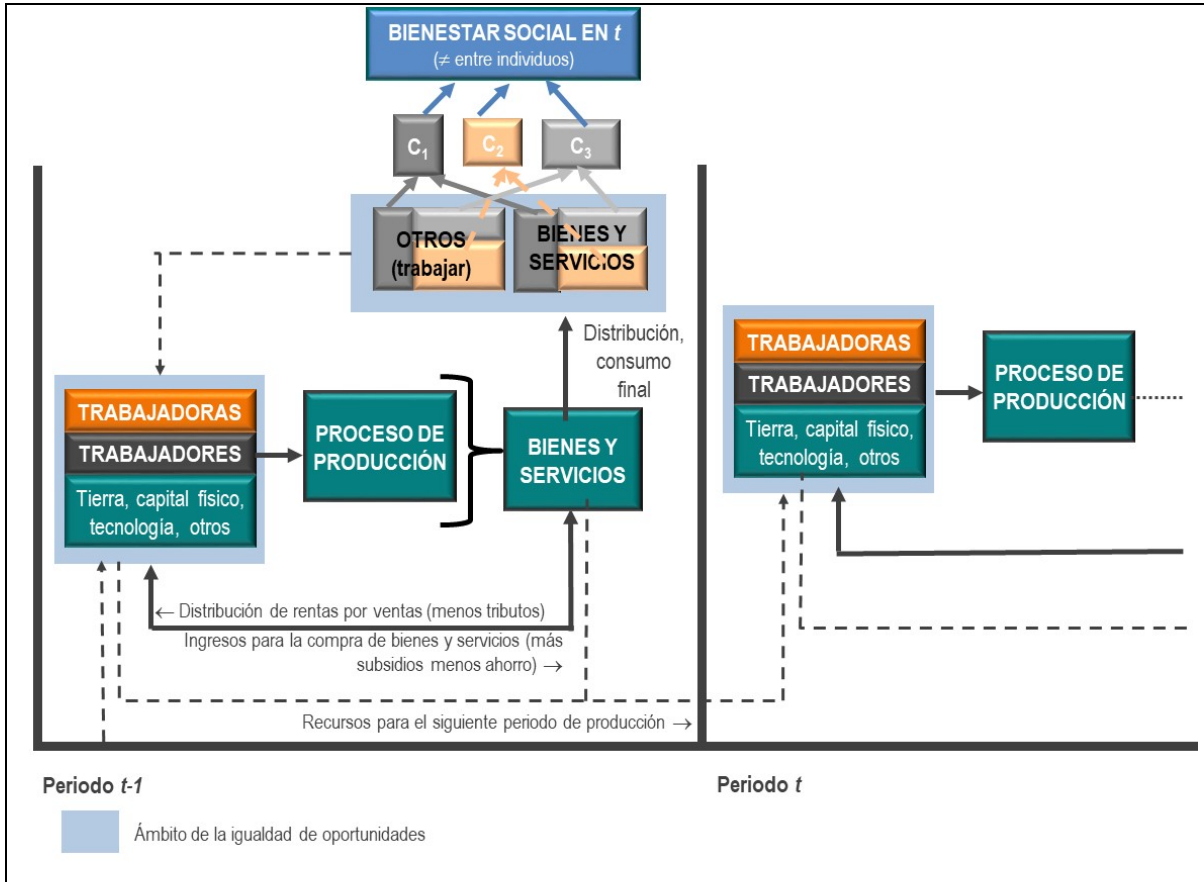 BIENESTAR SOCIAL EN t
(≠ entre individuos)
C₁
C₂
C₃
OTROS
(trabajar)
BIENES Y
SERVICIOS
Distribución,
consumo
final
TRABAJADORAS
TRABAJADORES
Tierra, capital físico,
tecnología, otros
PROCESO DE
PRODUCCIÓN
BIENES Y
SERVICIOS
TRABAJADORAS
TRABAJADORES
Tierra, capital físico,
tecnología, otros
PROCESO DE
PRODUCCIÓN
← Distribución de rentas por ventas (menos tributos)
Ingresos para la compra de bienes y servicios (más
subsidios menos ahorro) →
Recursos para el siguiente periodo de producción →
Periodo t-1
Periodo t
Ámbito de la igualdad de oportunidades